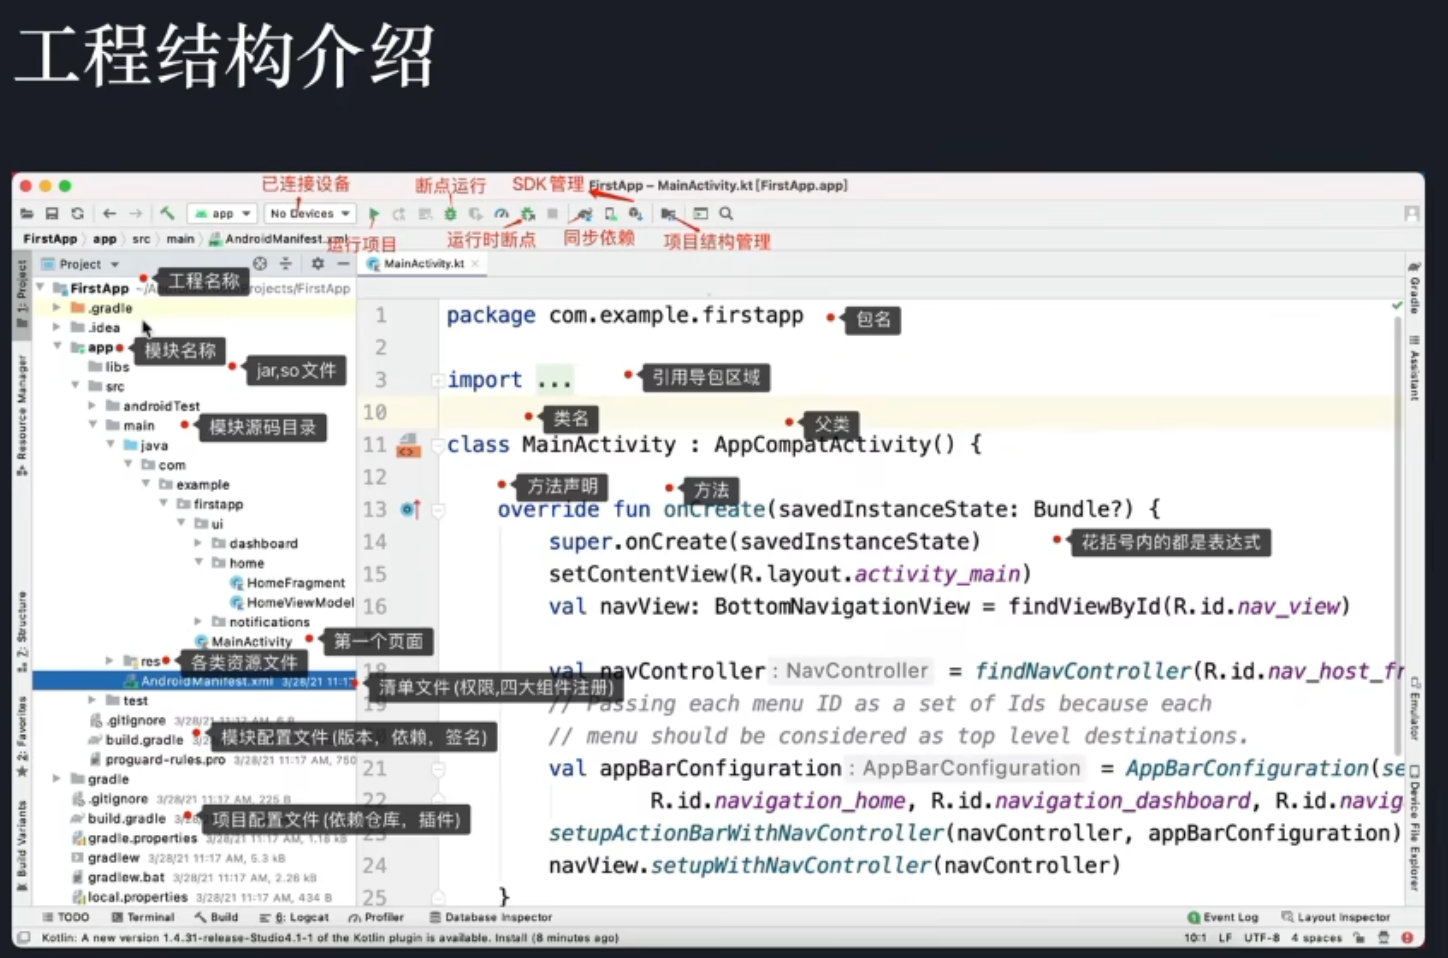 工程结构介绍
已连接设备
断点运行
SDK管理
FirstApp – MainActivity.kt [FirstApp.app]
app
No Devices
FirstApp 〉 app 〉 src 〉 main 〉 AndroidManifest.xml
运行项目
运行时断点
同步依赖
项目结构管理
Project
MainActivity.kt
工程名称
FirstApp
Projects/FirstApp
.gradle
.idea
app
模块名称
libs
jar,so文件
src
androidTest
main
模块源码目录
java
com
example
firstapp
ui
dashboard
home
HomeFragment
HomeViewModel
notifications
MainActivity
第一个页面
res
各类资源文件
AndroidManifest.xml 3/28/21 11:17
清单文件(权限,四大组件注册)
test
.gitignore 3/28/21 11:17 AM, 6 B
build.gradle
模块配置文件(版本，依赖，签名)
proguard-rules.pro 3/28/21 11:17 AM, 750
gradle
.gitignore 3/28/21 11:17 AM, 225 B
build.gradle
项目配置文件(依赖仓库，插件)
gradle.properties 3/28/21 11:17 AM, 1.18 kB
gradlew 3/28/21 11:17 AM, 5.3 kB
gradlew.bat 3/28/21 11:17 AM, 2.26 kB
local.properties 3/28/21 11:17 AM, 434 B
1 package com.example.firstapp
包名
2
3 import ...
引用导包区域
10
类名
父类
11 class MainActivity : AppCompatActivity() {
12
方法声明
方法
13 override fun onCreate(savedInstanceState: Bundle?) {
14 super.onCreate(savedInstanceState)
花括号内的都是表达式
15 setContentView(R.layout.activity_main)
16 val navView: BottomNavigationView = findViewById(R.id.nav_view)
18 val navController : NavController = findNavController(R.id.nav_host_fr
19 // Passing each menu ID as a set of Ids because each
// menu should be considered as top level destinations.
21 val appBarConfiguration : AppBarConfiguration = AppBarConfiguration(se
22 R.id.navigation_home, R.id.navigation_dashboard, R.id.navig
23 setupActionBarWithNavController(navController, appBarConfiguration)
24 navView.setupWithNavController(navController)
25 }
1: Project
Resource Manager
7: Structure
2: Favorites
Build Variants
Gradle
Assistant
Emulator
Device File Explorer
TODO
Terminal
Build
6: Logcat
Profiler
Database Inspector
Event Log
Layout Inspector
Kotlin: A new version 1.4.31-release-Studio4.1-1 of the Kotlin plugin is available. Install (8 minutes ago)
10:1 LF UTF-8 4 spaces